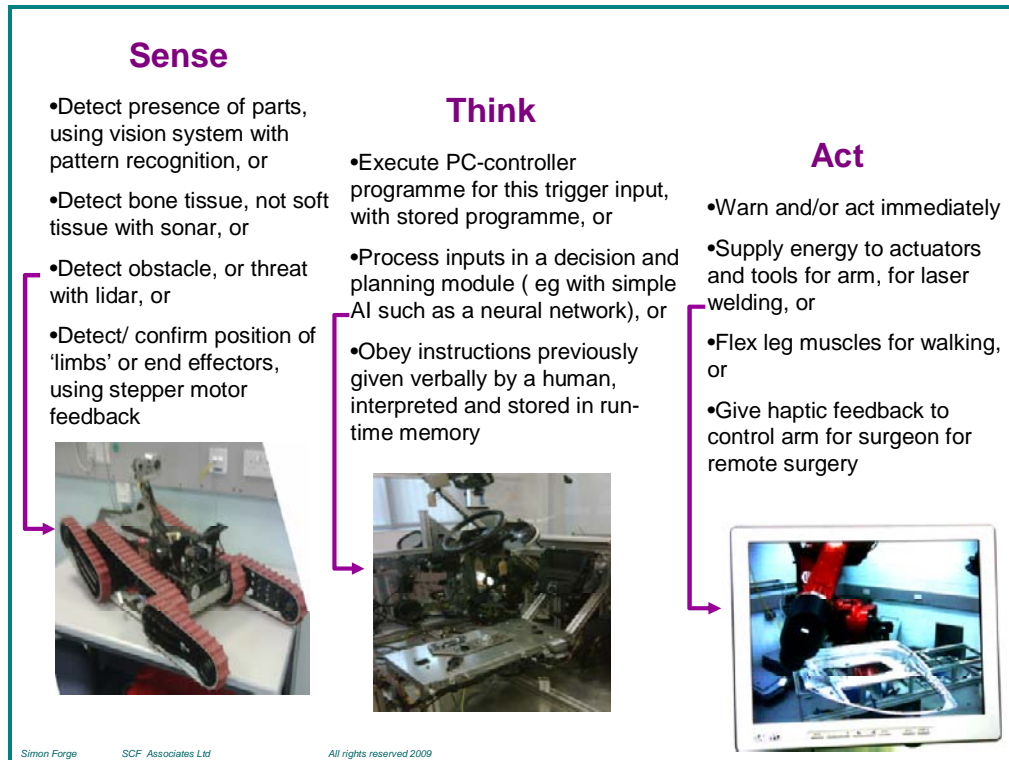 Sense
•Detect presence of parts,
using vision system with
pattern recognition, or
•Detect bone tissue, not soft
tissue with sonar, or
•Detect obstacle, or threat
with lidar, or
•Detect/ confirm position of
‘limbs’ or end effectors,
using stepper motor
feedback
Think
•Execute PC-controller
programme for this trigger input,
with stored programme, or
•Process inputs in a decision and
planning module ( eg with simple
AI such as a neural network), or
•Obey instructions previously
given verbally by a human,
interpreted and stored in run-
time memory
Act
•Warn and/or act immediately
•Supply energy to actuators
and tools for arm, for laser
welding, or
•Flex leg muscles for walking,
or
•Give haptic feedback to
control arm for surgeon for
remote surgery
Simon Forge SCF Associates Ltd All rights reserved 2009